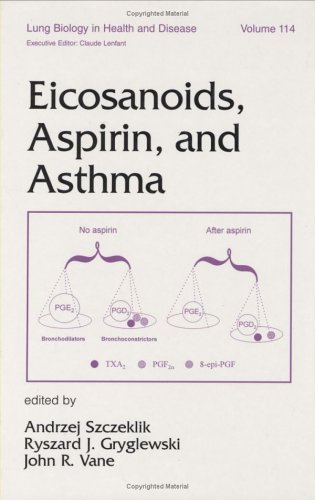 Lung Biology in Health and Disease
Volume 114
Executive Editor: Claude Lenfant
Eicosanoids,
Aspirin, and
Asthma
No aspirin
After aspirin
PGE₂
PGD₂
PGE₂
PGD₂
Bronchodilators
Bronchoconstrictors
TXA₂
PGF₂α
8-epi-PGF
edited by
Andrzej Szczeklik
Ryszard J. Gryglewski
John R. Vane